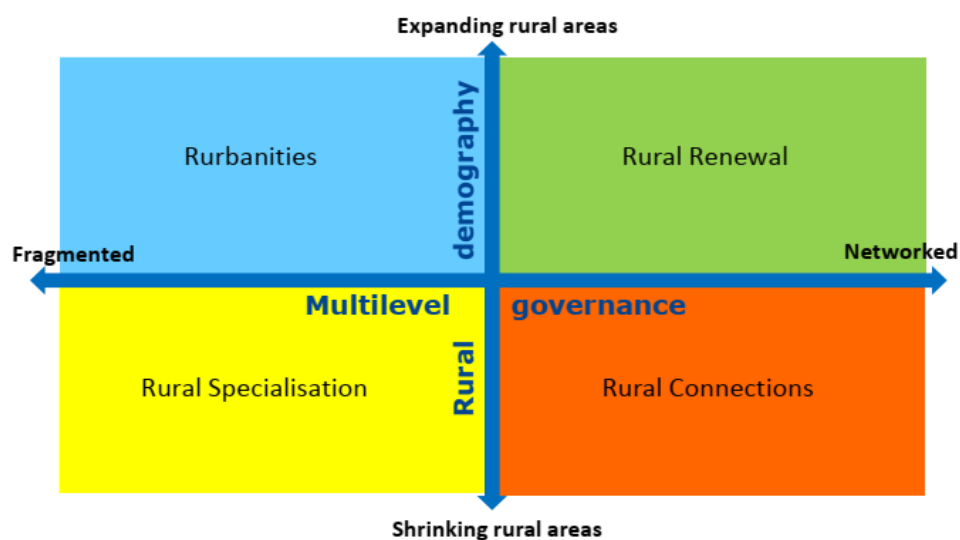 Expanding rural areas
Rurbanities
Rural demography
Rural Renewal
Fragmented
Networked
Multilevel governance
Rural Specialisation
Rural Connections
Shrinking rural areas